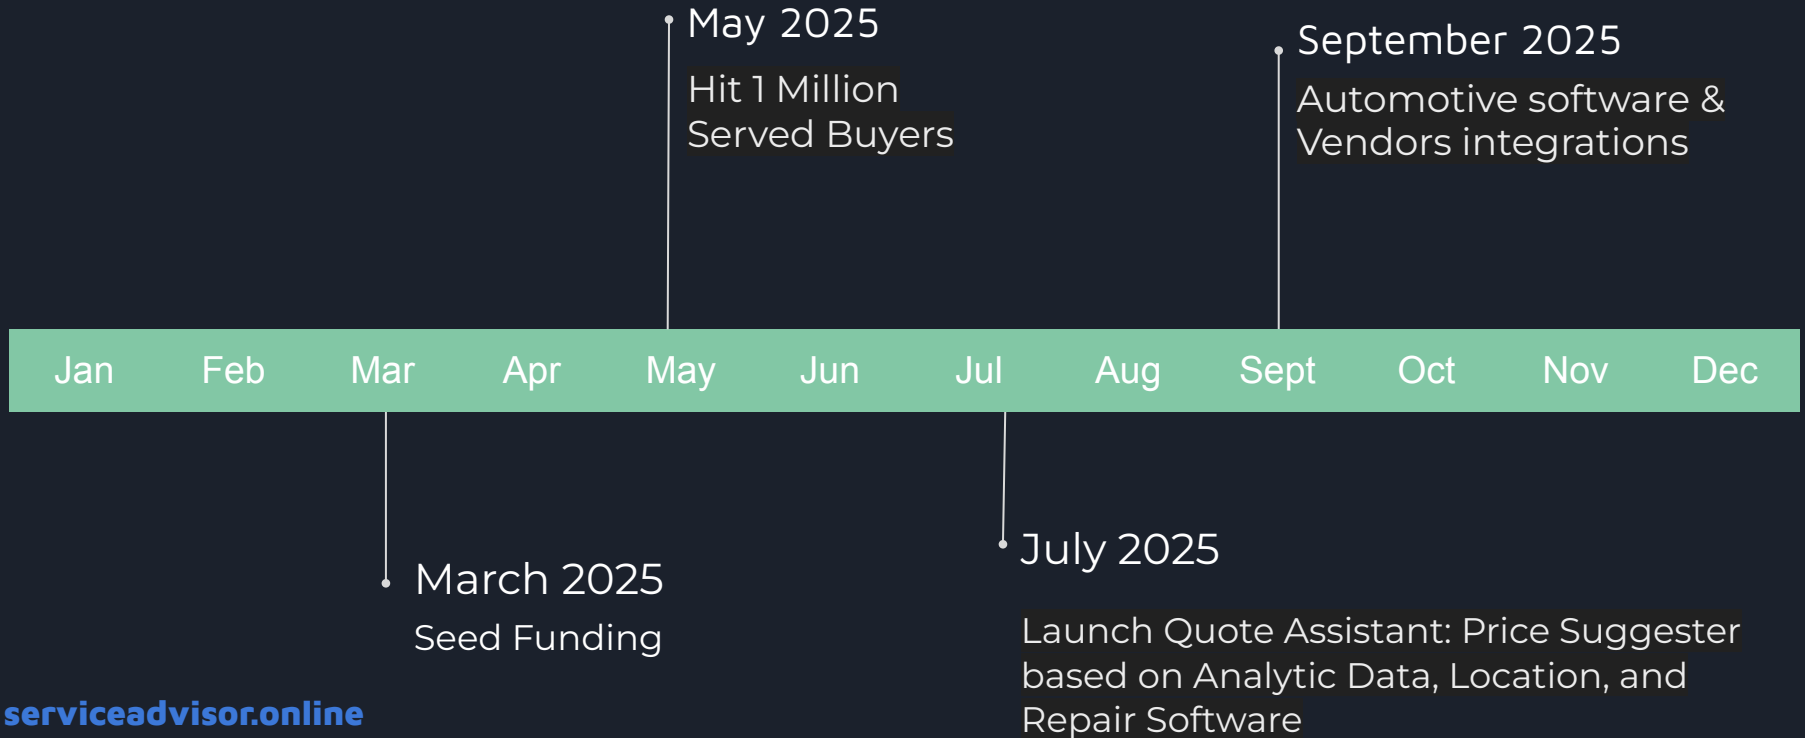 May 2025
Hit 1 Million
Served Buyers
September 2025
Automotive software &
Vendors integrations
Jan Feb Mar Apr May Jun Jul Aug Sept Oct Nov Dec
March 2025
Seed Funding
July 2025
Launch Quote Assistant: Price Suggester
based on Analytic Data, Location, and
Repair Software
serviceadvisor.online